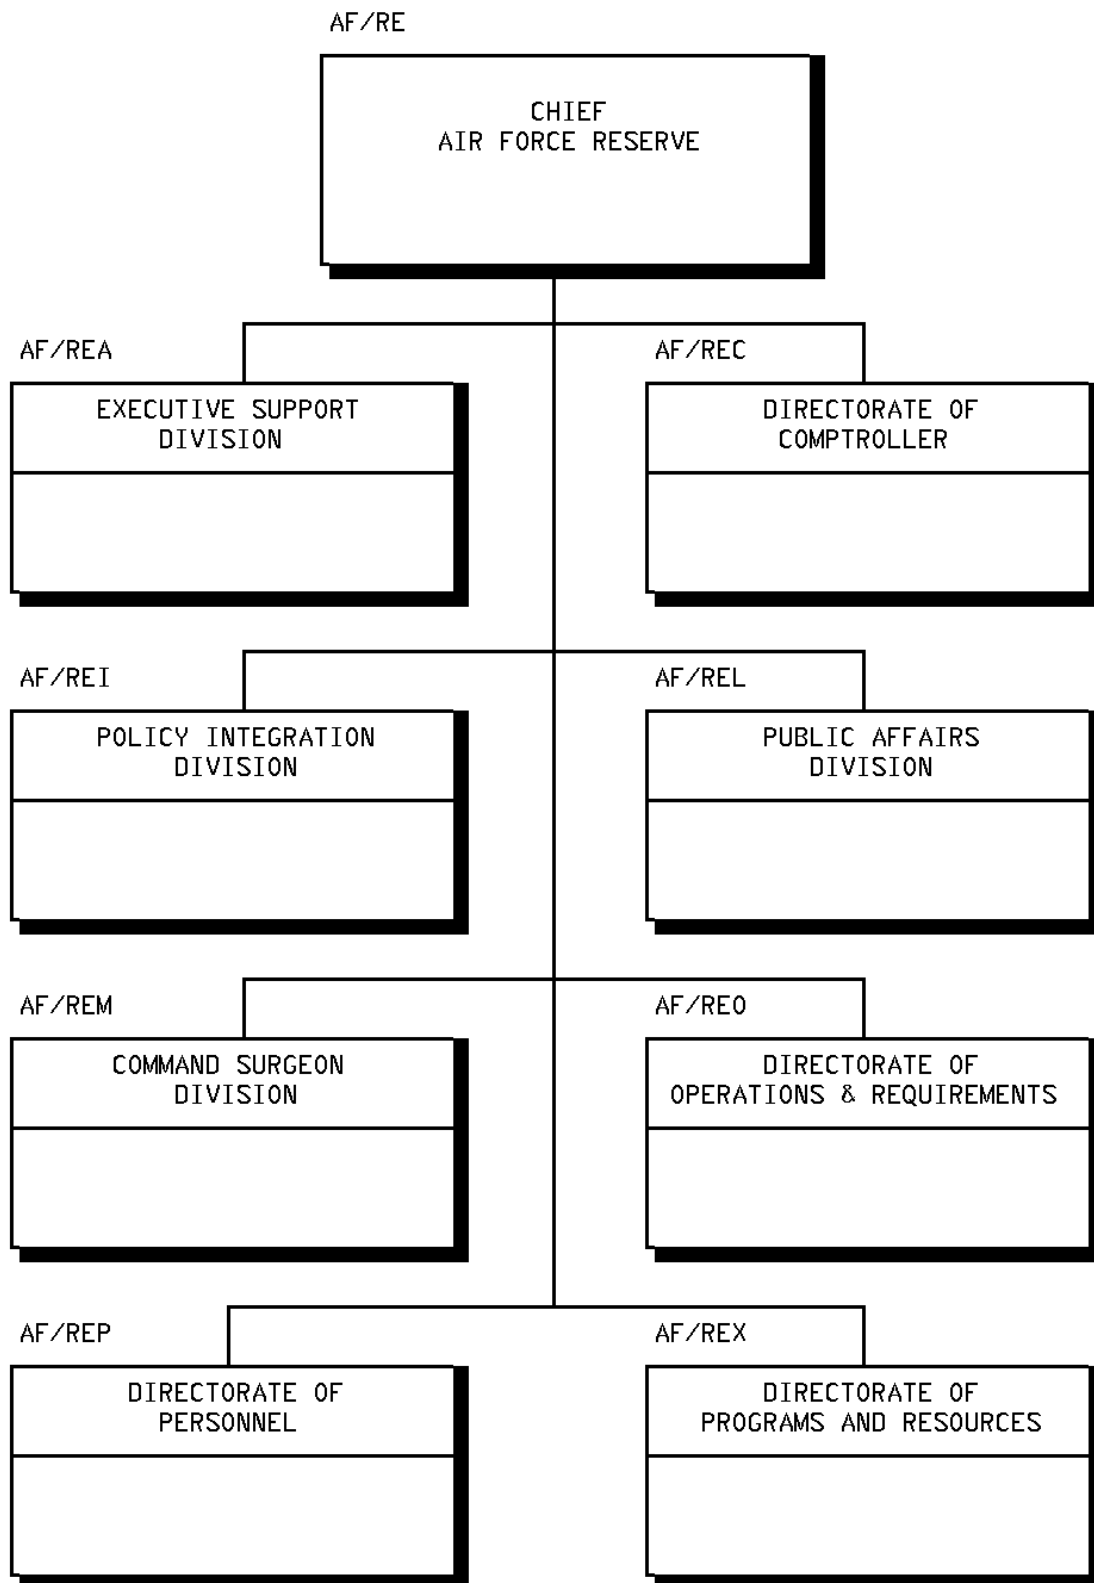 AF/RE
CHIEF
AIR FORCE RESERVE
AF/REA
EXECUTIVE SUPPORT
DIVISION
AF/REC
DIRECTORATE OF
COMPTROLLER
AF/REI
POLICY INTEGRATION
DIVISION
AF/REL
PUBLIC AFFAIRS
DIVISION
AF/REM
COMMAND SURGEON
DIVISION
AF/REO
DIRECTORATE OF
OPERATIONS & REQUIREMENTS
AF/REP
DIRECTORATE OF
PERSONNEL
AF/REX
DIRECTORATE OF
PROGRAMS AND RESOURCES